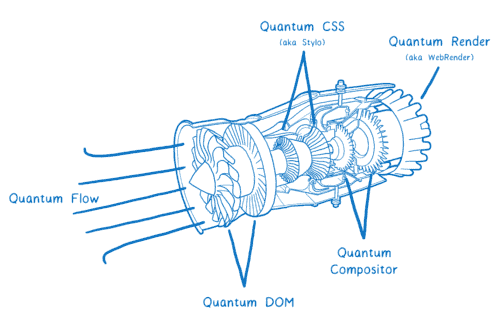 Quantum CSS
(aka Stylo)
Quantum Render
(aka WebRender)
Quantum Flow
Quantum
Compositor
Quantum DOM